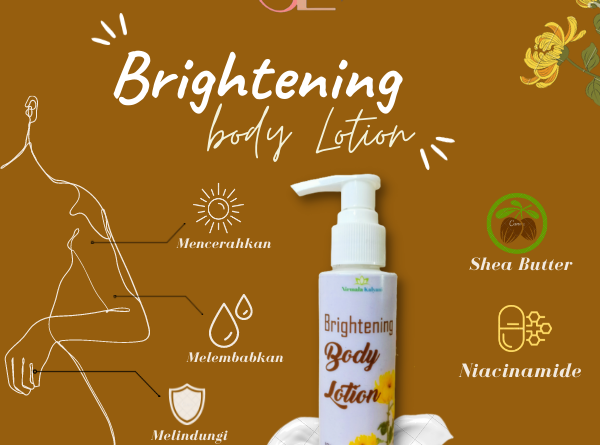 Brightening
body Lotion
Mencerahkan
Melembabkan
Melindungi
Shea Butter
Niacinamide
Brightening
Body
Lotion